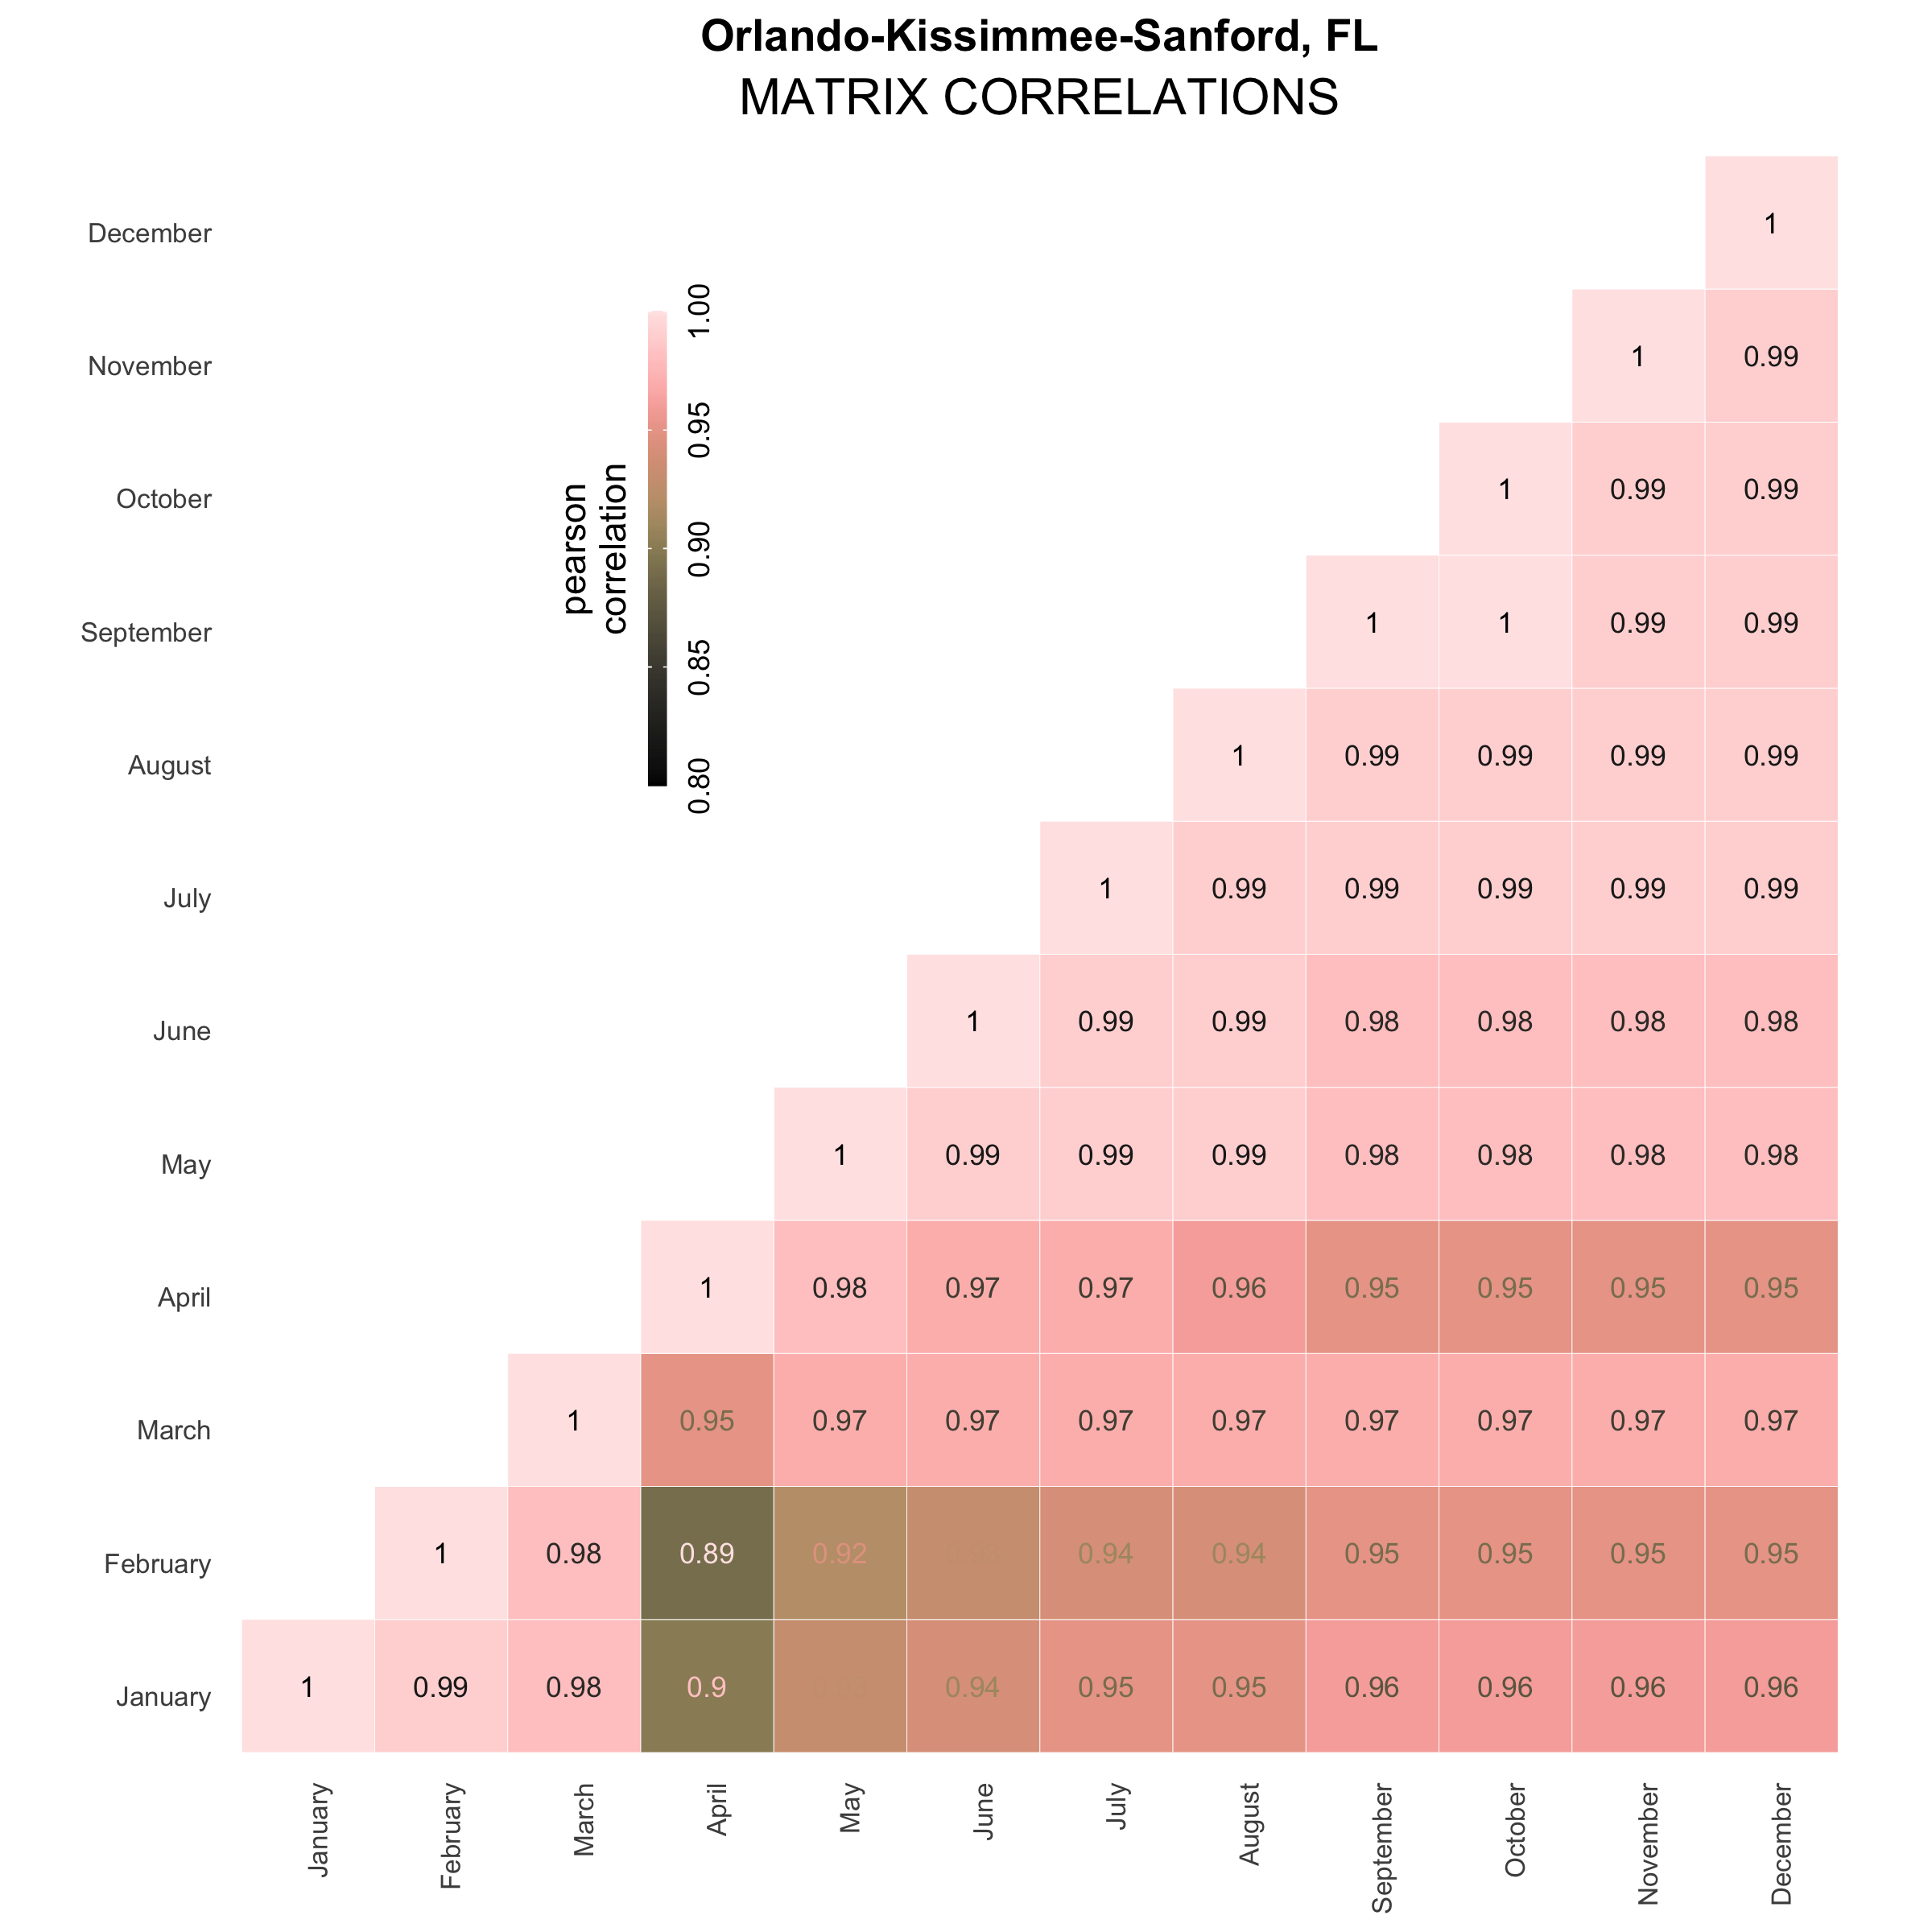 Orlando-Kissimmee-Sanford, FL
MATRIX CORRELATIONS
pearson
correlation
1.00
0.95
0.90
0.85
0.80
December 1
November 1 0.99
October 1 0.99 0.99
September 1 1 0.99 0.99
August 1 0.99 0.99 0.99 0.99
July 1 0.99 0.99 0.99 0.99 0.99
June 1 0.99 0.99 0.98 0.98 0.98 0.98
May 1 0.99 0.99 0.99 0.98 0.98 0.98 0.98
April 1 0.98 0.97 0.97 0.96 0.95 0.95 0.95 0.95
March 1 0.95 0.97 0.97 0.97 0.97 0.97 0.97 0.97 0.97
February 1 0.98 0.89 0.92 0.94 0.94 0.95 0.95 0.95 0.95
January 1 0.99 0.98 0.9 0.93 0.94 0.95 0.95 0.96 0.96 0.96 0.96
January
February
March
April
May
June
July
August
September
October
November
December